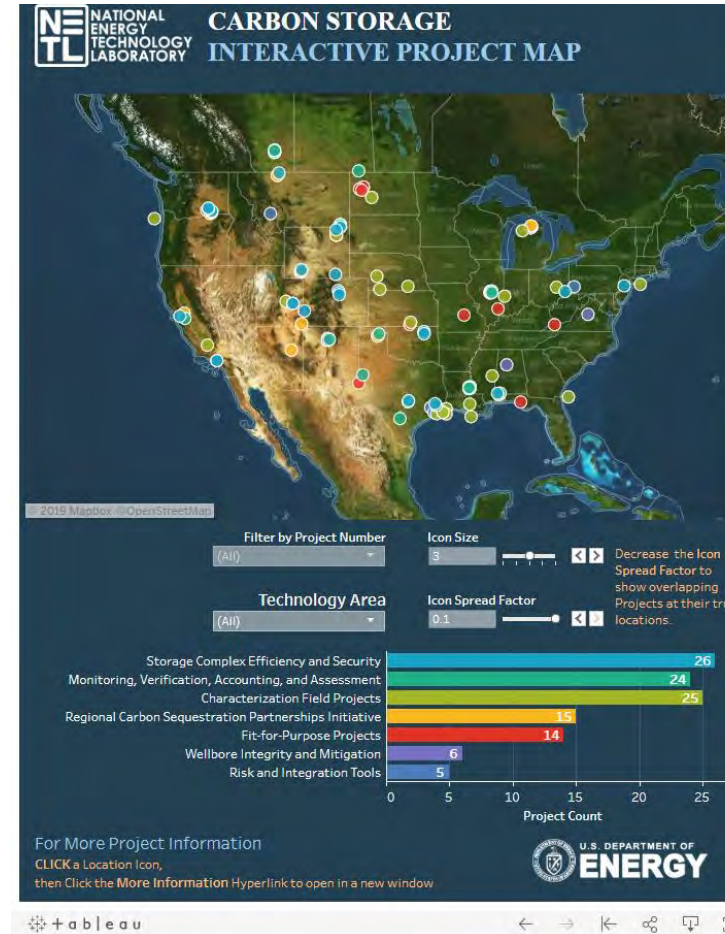 NATIONAL
ENERGY
TECHNOLOGY
LABORATORY
NE
TL
CARBON STORAGE
INTERACTIVE PROJECT MAP
© 2019 Mapbox ©OpenStreetMap
Filter by Project Number
(All)
Icon Size
3
Technology Area
(All)
Icon Spread Factor
0.1
Decrease the Icon
Spread Factor to
show overlapping
Projects at their tr
locations.
Storage Complex Efficiency and Security 26
Monitoring, Verification, Accounting, and Assessment 24
Characterization Field Projects 25
Regional Carbon Sequestration Partnerships Initiative 15
Fit-for-Purpose Projects 14
Wellbore Integrity and Mitigation 6
Risk and Integration Tools 5
0 5 10 15 20 25
Project Count
For More Project Information
CLICK a Location Icon,
then Click the More Information Hyperlink to open in a new window
U.S. DEPARTMENT OF
ENERGY
+ a b l e a u